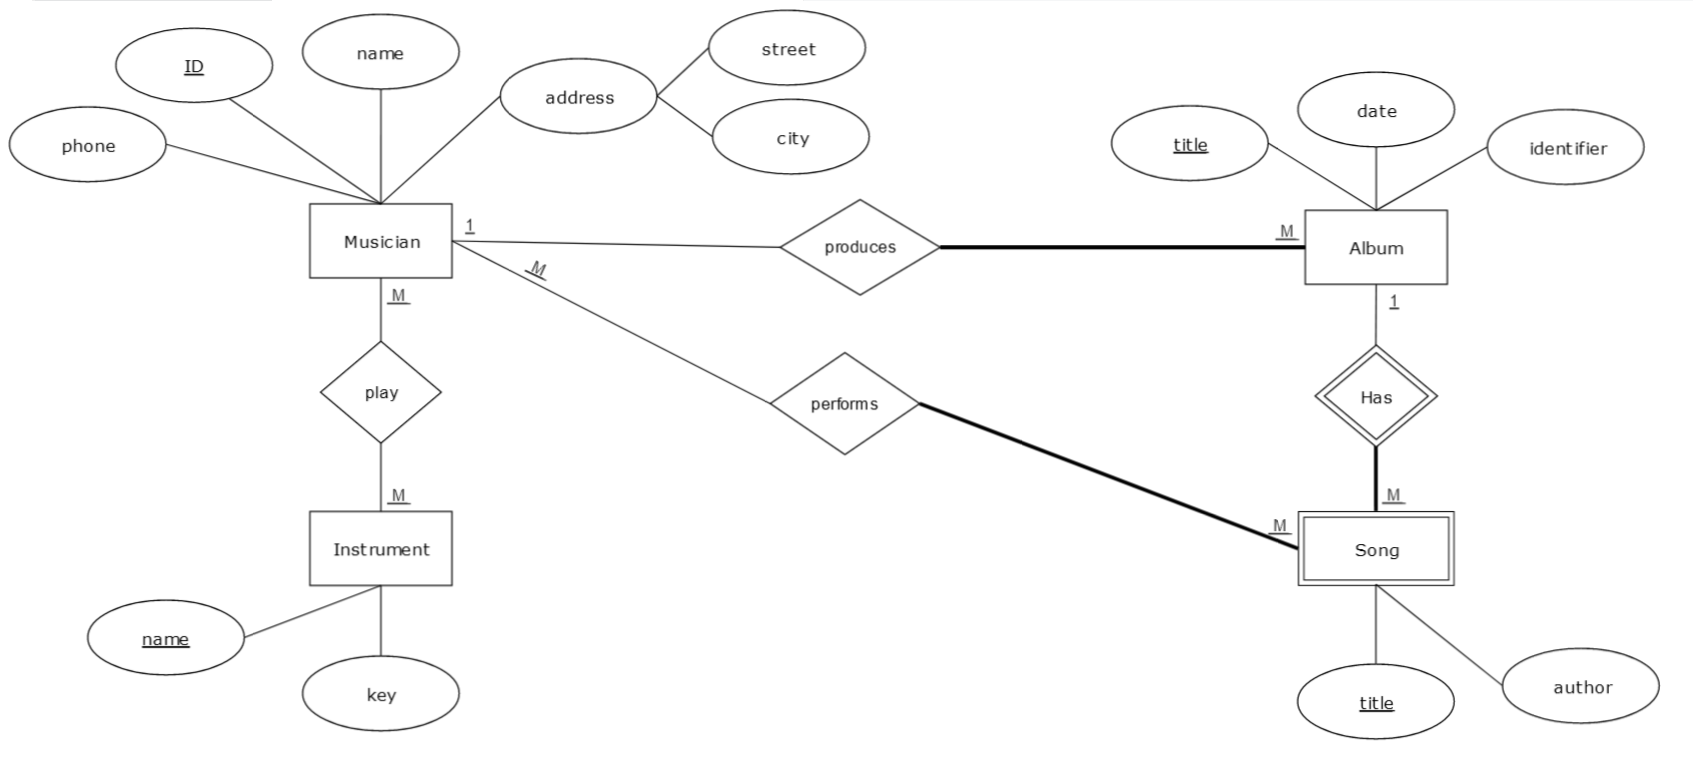 name
street
ID
address
date
phone
city
title
identifier
1
M
Musician
produces
Album
M
M
1
play
performs
Has
M
M
M
Instrument
Song
name
key
author
title